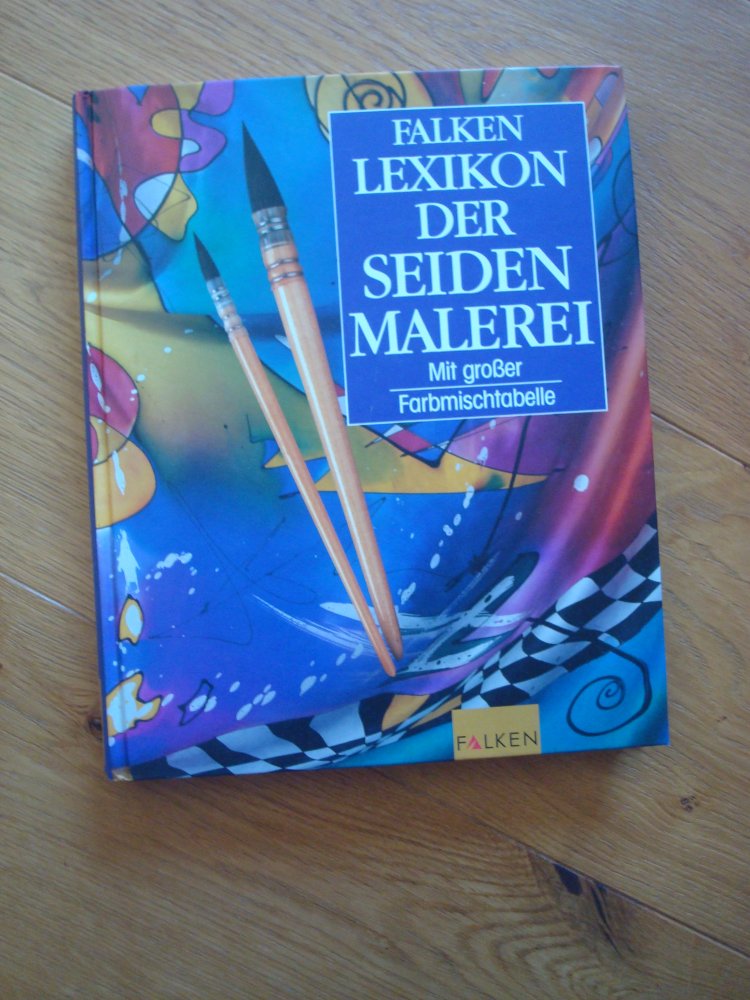 FALKEN
LEXIKON
DER
SEIDEN
MALEREI
Mit großer
Farbmischtabelle
FALKEN